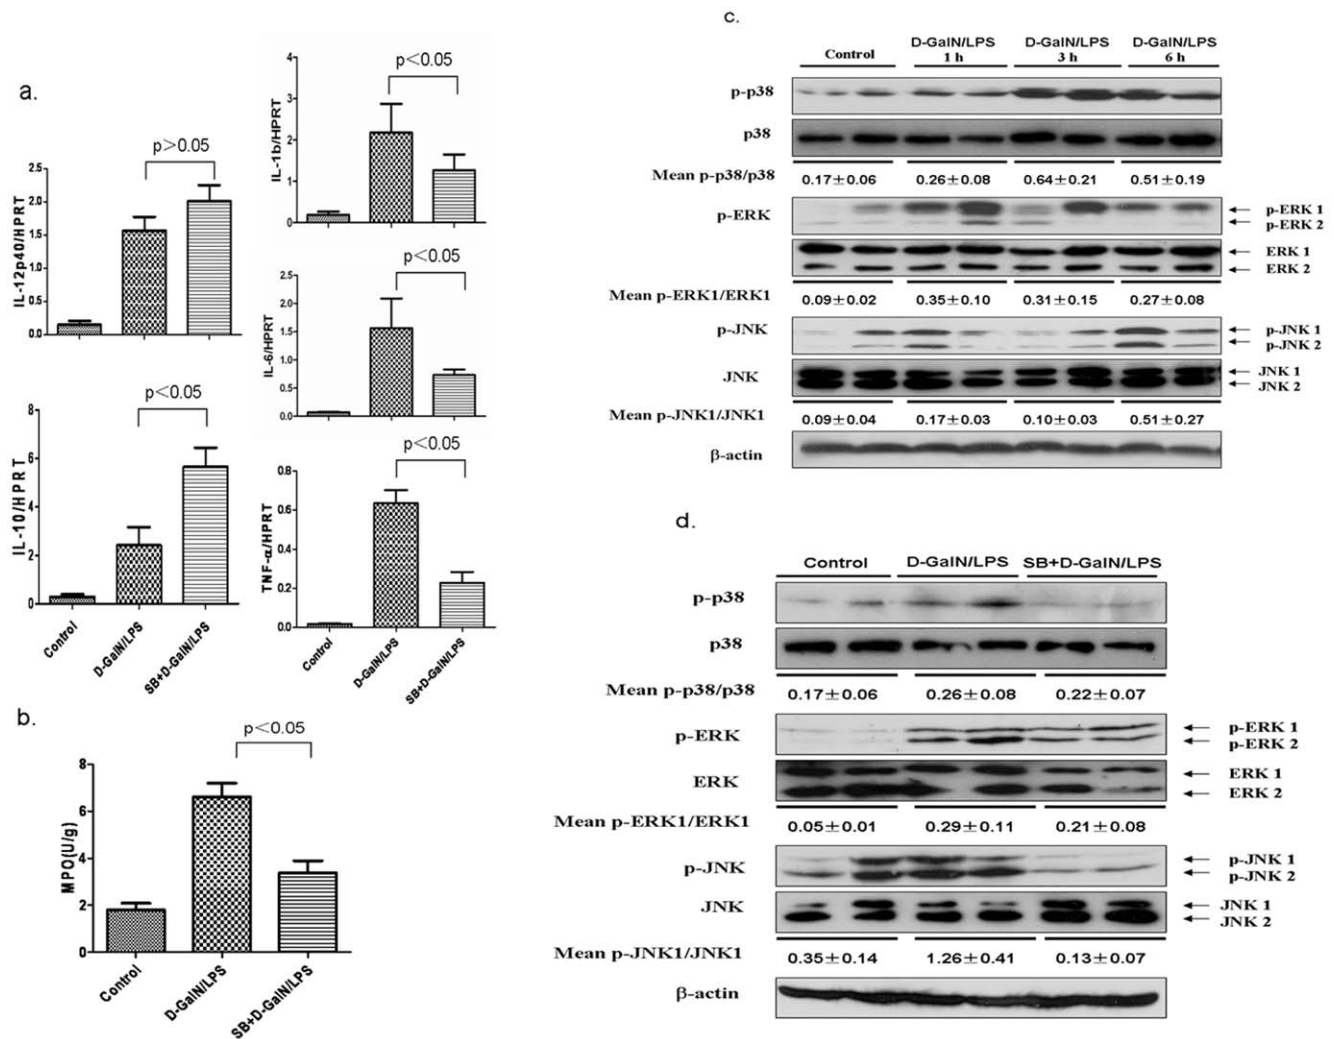 a.
p>0.05
IL-12p40/HPRT
2.5
2.0
1.5
1.0
0.5
0.0
p<0.05
IL-1b/HPRT
4
3
2
1
0
p<0.05
IL-6/HPRT
2.5
2.0
1.5
1.0
0.5
0.0
p<0.05
IL-10/HPRT
8
6
4
2
0
Control
D-GalN/LPS
SB+D-GalN/LPS
p<0.05
TNF-α/HPRT
0.8
0.6
0.4
0.2
0.0
Control
D-GalN/LPS
SB+D-GalN/LPS
b.
p<0.05
MPO(U/g)
8
6
4
2
0
Control
D-GalN/LPS
SB+D-GalN/LPS
c.
Control D-GalN/LPS 1 h D-GalN/LPS 3 h D-GalN/LPS 6 h
p-p38
p38
Mean p-p38/p38 0.17±0.06 0.26±0.08 0.64±0.21 0.51±0.19
p-ERK p-ERK 1
p-ERK 2
ERK 1
ERK 2
Mean p-ERK1/ERK1 0.09±0.02 0.35±0.10 0.31±0.15 0.27±0.08
p-JNK p-JNK 1
p-JNK 2
JNK JNK 1
JNK 2
Mean p-JNK1/JNK1 0.09±0.04 0.17±0.03 0.10±0.03 0.51±0.27
β-actin
d.
Control D-GalN/LPS SB+D-GalN/LPS
p-p38
p38
Mean p-p38/p38 0.17±0.06 0.26±0.08 0.22±0.07
p-ERK p-ERK 1
p-ERK 2
ERK ERK 1
ERK 2
Mean p-ERK1/ERK1 0.05±0.01 0.29±0.11 0.21±0.08
p-JNK p-JNK 1
p-JNK 2
JNK JNK 1
JNK 2
Mean p-JNK1/JNK1 0.35±0.14 1.26±0.41 0.13±0.07
β-actin